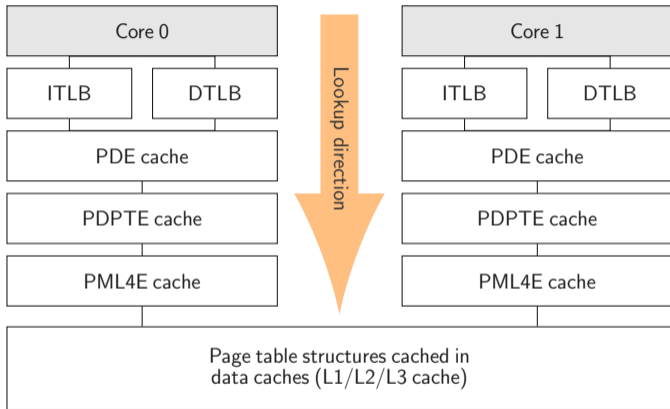 Core 0
Core 1
ITLB
DTLB
ITLB
DTLB
PDE cache
PDE cache
PDPTE cache
PDPTE cache
PML4E cache
PML4E cache
Lookup direction
Page table structures cached in
data caches (L1/L2/L3 cache)